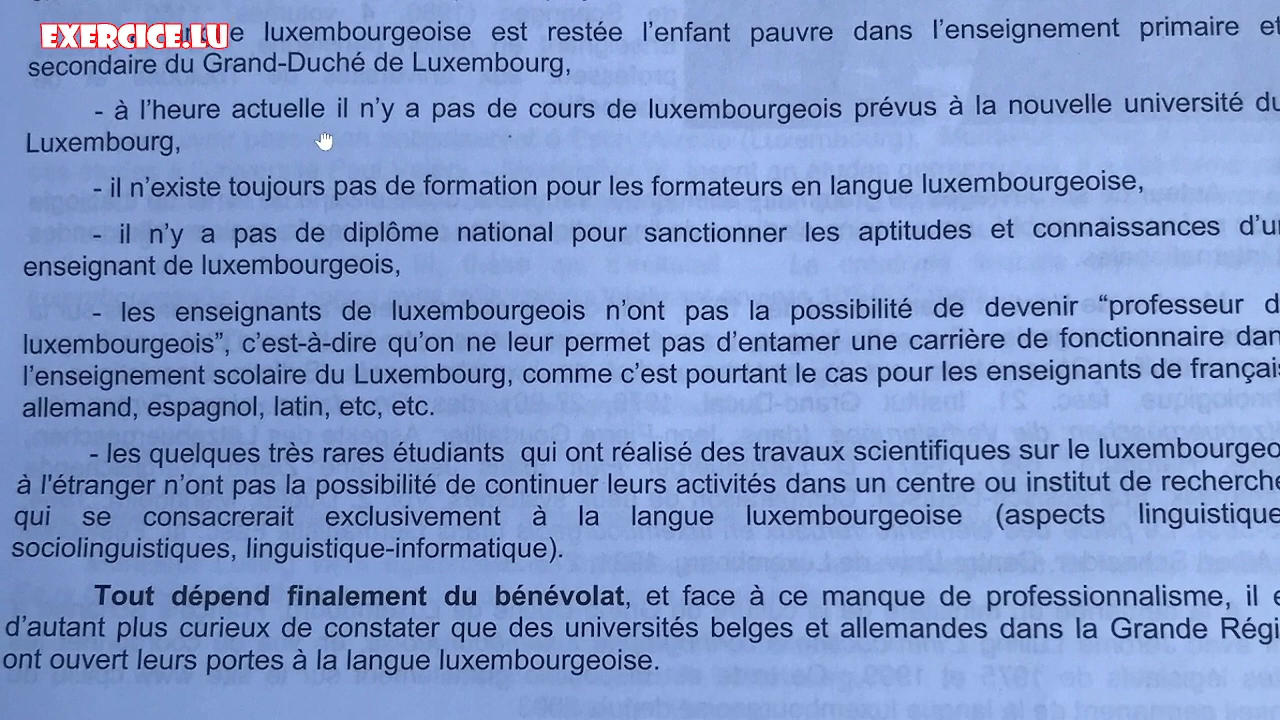 EXERCICE.LU
luxembourgeoise est restée l’enfant pauvre dans l’enseignement primaire et
secondaire du Grand-Duché de Luxembourg,
- à l’heure actuelle il n’y a pas de cours de luxembourgeois prévus à la nouvelle université du
Luxembourg,
- il n’existe toujours pas de formation pour les formateurs en langue luxembourgeoise,
- il n’y a pas de diplôme national pour sanctionner les aptitudes et connaissances d’u
enseignant de luxembourgeois,
- les enseignants de luxembourgeois n’ont pas la possibilité de devenir “professeur d
luxembourgeois”, c’est-à-dire qu’on ne leur permet pas d’entamer une carrière de fonctionnaire dan
l’enseignement scolaire du Luxembourg, comme c’est pourtant le cas pour les enseignants de français
allemand, espagnol, latin, etc, etc.
- les quelques très rares étudiants qui ont réalisé des travaux scientifiques sur le luxembourgeo
à l'étranger n’ont pas la possibilité de continuer leurs activités dans un centre ou institut de recherche
qui se consacrerait exclusivement à la langue luxembourgeoise (aspects linguistique
sociolinguistiques, linguistique-informatique).
Tout dépend finalement du bénévolat, et face à ce manque de professionnalisme, il e
d’autant plus curieux de constater que des universités belges et allemandes dans la Grande Régi
ont ouvert leurs portes à la langue luxembourgeoise.